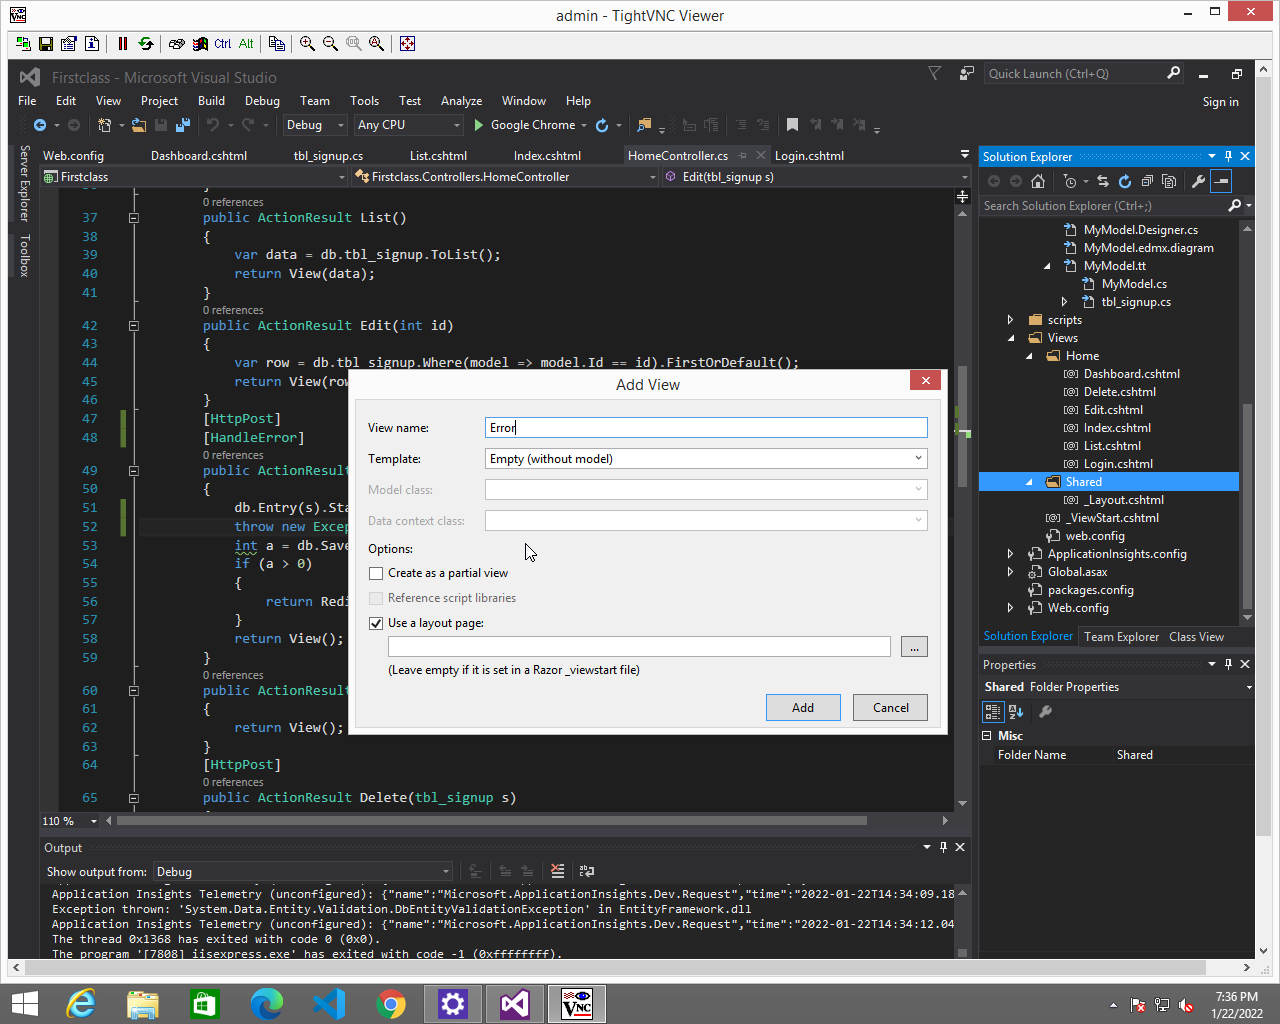 admin - TightVNC Viewer
Ctrl Alt
Firstclass - Microsoft Visual Studio
Quick Launch (Ctrl+Q)
File Edit View Project Build Debug Team Tools Test Analyze Window Help
Sign in
Debug Any CPU Google Chrome
Server Explorer
Toolbox
Web.config Dashboard.cshtml tbl_signup.cs List.cshtml Index.cshtml HomeController.cs Login.cshtml
Firstclass Firstclass.Controllers.HomeController Edit(tbl_signup s)
0 references
37 public ActionResult List()
38 {
39 var data = db.tbl_signup.ToList();
40 return View(data);
41 }
0 references
42 public ActionResult Edit(int id)
43 {
44 var row = db.tbl_signup.Where(model => model.Id == id).FirstOrDefault();
45 return View(row
46 }
47 [HttpPost]
48 [HandleError]
0 references
49 public ActionResu
50 {
51 db.Entry(s).Sta
52 throw new Excep
53 int a = db.Save
54 if (a > 0)
55 {
56 return Redi
57 }
58 return View();
59 }
0 references
60 public ActionResu
61 {
62 return View();
63 }
64 [HttpPost]
0 references
65 public ActionResult Delete(tbl_signup s)
110 %
Add View
View name: Error
Template: Empty (without model)
Model class:
Data context class:
Options:
Create as a partial view
Reference script libraries
Use a layout page:
...
(Leave empty if it is set in a Razor _viewstart file)
Add Cancel
Solution Explorer
Search Solution Explorer (Ctrl+;)
MyModel.Designer.cs
MyModel.edmx.diagram
MyModel.tt
MyModel.cs
tbl_signup.cs
scripts
Views
Home
Dashboard.cshtml
Delete.cshtml
Edit.cshtml
Index.cshtml
List.cshtml
Login.cshtml
Shared
_Layout.cshtml
_ViewStart.cshtml
web.config
ApplicationInsights.config
Global.asax
packages.config
Web.config
Solution Explorer Team Explorer Class View
Properties
Shared Folder Properties
Misc
Folder Name Shared
Output
Show output from: Debug
Application Insights Telemetry (unconfigured): {"name":"Microsoft.ApplicationInsights.Dev.Request","time":"2022-01-22T14:34:09.18
Exception thrown: 'System.Data.Entity.Validation.DbEntityValidationException' in EntityFramework.dll
Application Insights Telemetry (unconfigured): {"name":"Microsoft.ApplicationInsights.Dev.Request","time":"2022-01-22T14:34:12.04
The thread 0x1368 has exited with code 0 (0x0).
The program '[7808] iisexpress.exe' has exited with code -1 (0xffffffff).
7:36 PM
1/22/2022